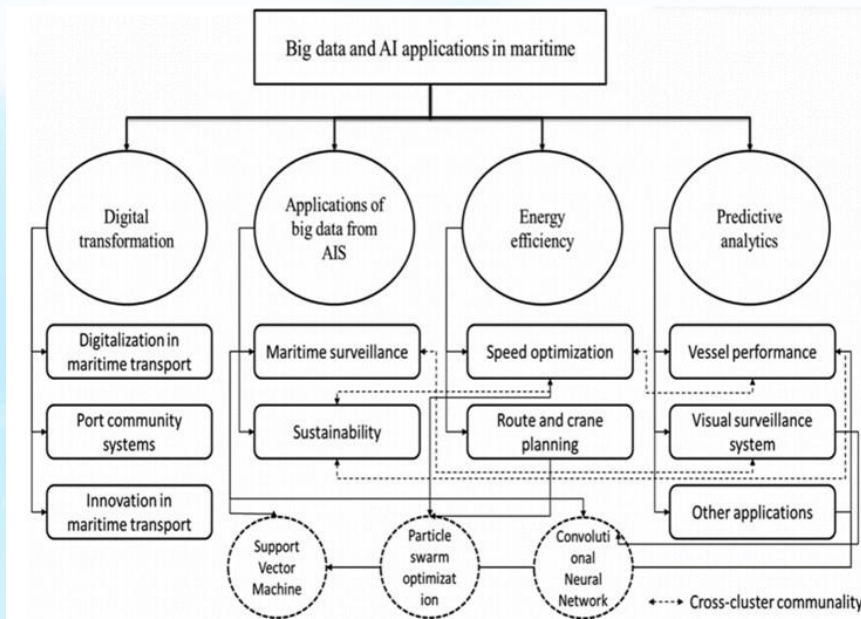 Big data and AI applications in maritime
Digital
transformation
Applications of
big data from
AIS
Energy
efficiency
Predictive
analytics
Digitalization in
maritime transport
Maritime surveillance
Speed optimization
Vessel performance
Port community
systems
Sustainability
Route and crane
planning
Visual surveillance
system
Innovation in
maritime transport
Other applications
Support
Vector
Machine
Particle
swarm
optimizat
ion
Convoluti
onal
Neural
Network
Cross-cluster communality